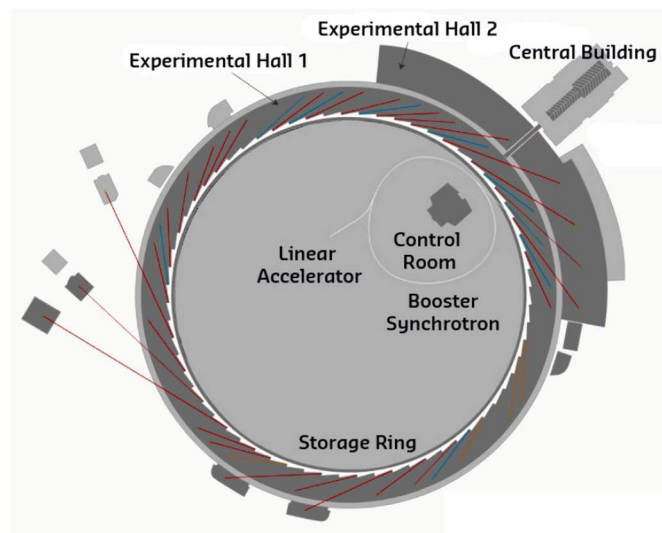 Experimental Hall 2
Central Building
Experimental Hall 1
Control
Room
Linear
Accelerator
Booster
Synchrotron
Storage Ring